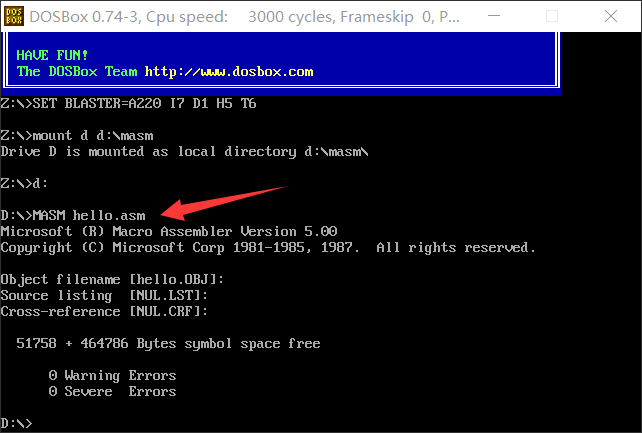 DOS BOX
DOSBox 0.74-3, Cpu speed:    3000 cycles, Frameskip  0, P...
HAVE FUN!
The DOSBox Team http://www.dosbox.com
Z:\>SET BLASTER=A220 I7 D1 H5 T6
Z:\>mount d d:\masm
Drive D is mounted as local directory d:\masm\
Z:\>d:
D:\>MASM hello.asm
Microsoft (R) Macro Assembler Version 5.00
Copyright (C) Microsoft Corp 1981-1985, 1987.  All rights reserved.
Object filename [hello.OBJ]:
Source listing  [NUL.LST]:
Cross-reference [NUL.CRF]:
51758 + 464786 Bytes symbol space free
0 Warning Errors
0 Severe  Errors
D:\>